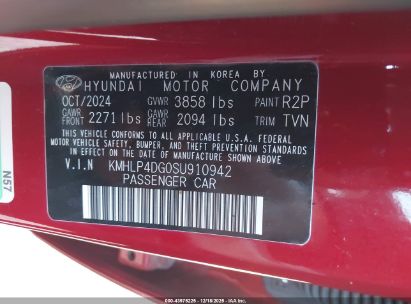 MANUFACTURED IN KOREA BY
HYUNDAI MOTOR COMPANY
OCT/2024 GVWR 3858 lbs PAINT R2P
GAWR FRONT 2271 lbs GAWR REAR 2094 lbs TRIM TVN
THIS VEHICLE CONFORMS TO ALL APPLICABLE U.S.A. FEDERAL
MOTOR VEHICLE SAFETY, BUMPER, AND THEFT PREVENTION
STANDARDS IN EFFECT ON THE DATE OF MANUFACTURE SHOWN ABOVE.
V.I.N KMHLP4DG0SU910942
PASSENGER CAR
N57